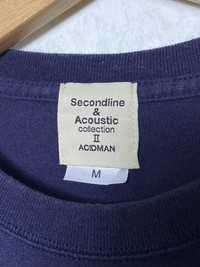 Secondline
&
Acoustic
collection
II
ACIDMAN
M